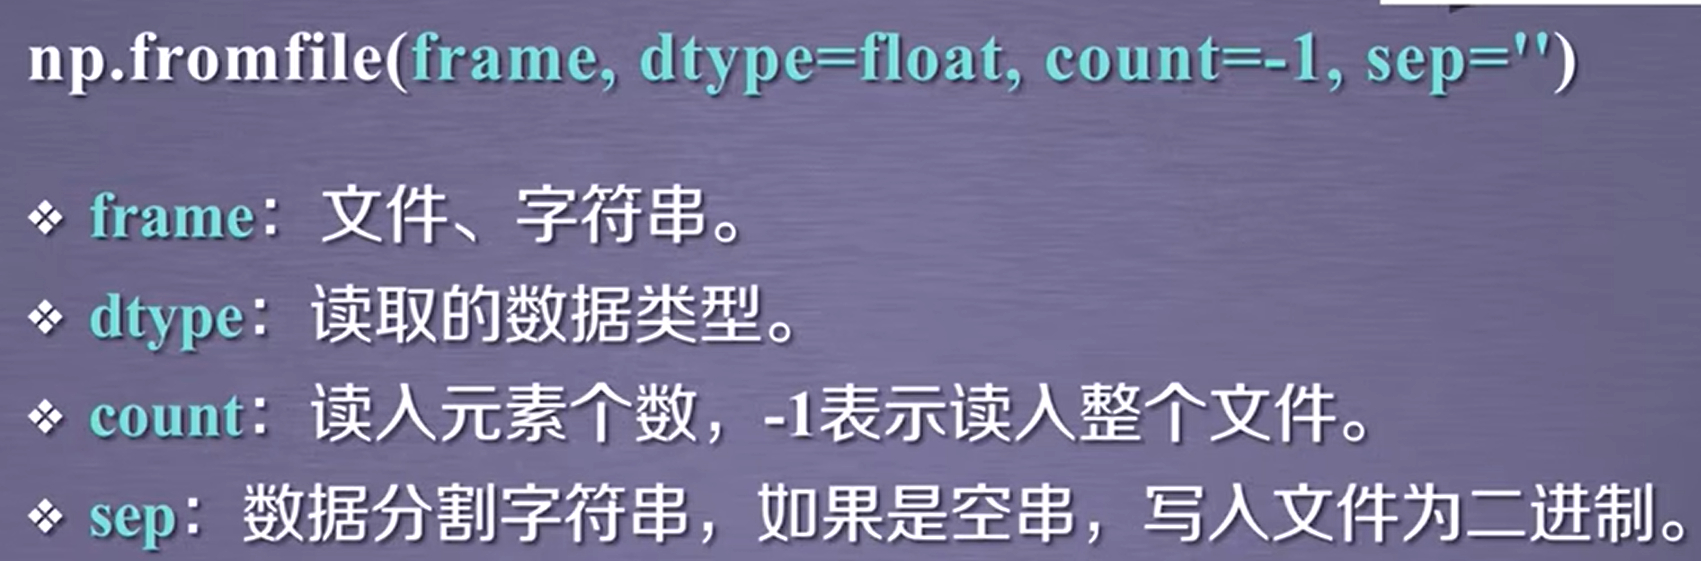 np.fromfile(frame, dtype=float, count=-1, sep='')
❖ frame：文件、字符串。
❖ dtype：读取的数据类型。
❖ count：读入元素个数，-1表示读入整个文件。
❖ sep：数据分割字符串，如果是空串，写入文件为二进制。